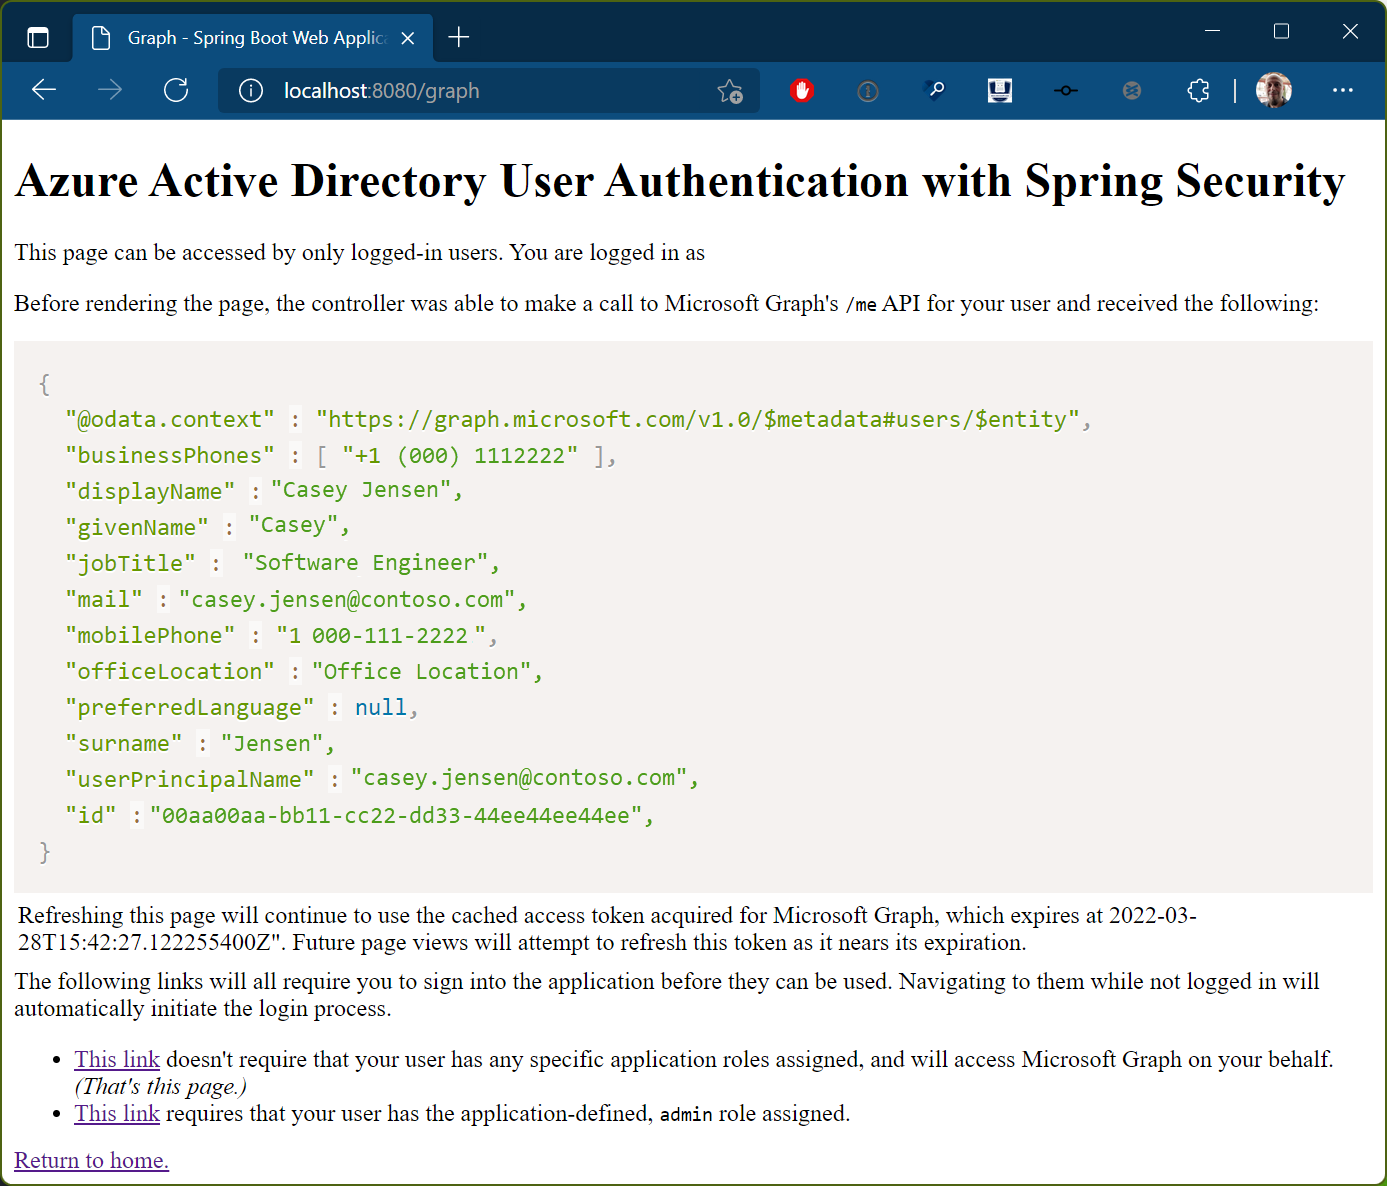 Graph - Spring Boot Web Applic
localhost:8080/graph
Azure Active Directory User Authentication with Spring Security
This page can be accessed by only logged-in users. You are logged in as
Before rendering the page, the controller was able to make a call to Microsoft Graph's /me API for your user and received the following:
{
"@odata.context" : "https://graph.microsoft.com/v1.0/$metadata#users/$entity",
"businessPhones" : [ "+1 (000) 1112222" ],
"displayName" : "Casey Jensen",
"givenName" : "Casey",
"jobTitle" : "Software Engineer",
"mail" : "casey.jensen@contoso.com",
"mobilePhone" : "1 000-111-2222 ",
"officeLocation" : "Office Location",
"preferredLanguage" : null,
"surname" : "Jensen",
"userPrincipalName" : "casey.jensen@contoso.com",
"id" : "00aa00aa-bb11-cc22-dd33-44ee44ee44ee",
}
Refreshing this page will continue to use the cached access token acquired for Microsoft Graph, which expires at 2022-03-
28T15:42:27.122255400Z". Future page views will attempt to refresh this token as it nears its expiration.
The following links will all require you to sign into the application before they can be used. Navigating to them while not logged in will
automatically initiate the login process.
• This link doesn't require that your user has any specific application roles assigned, and will access Microsoft Graph on your behalf.
(That's this page.)
• This link requires that your user has the application-defined, admin role assigned.
Return to home.